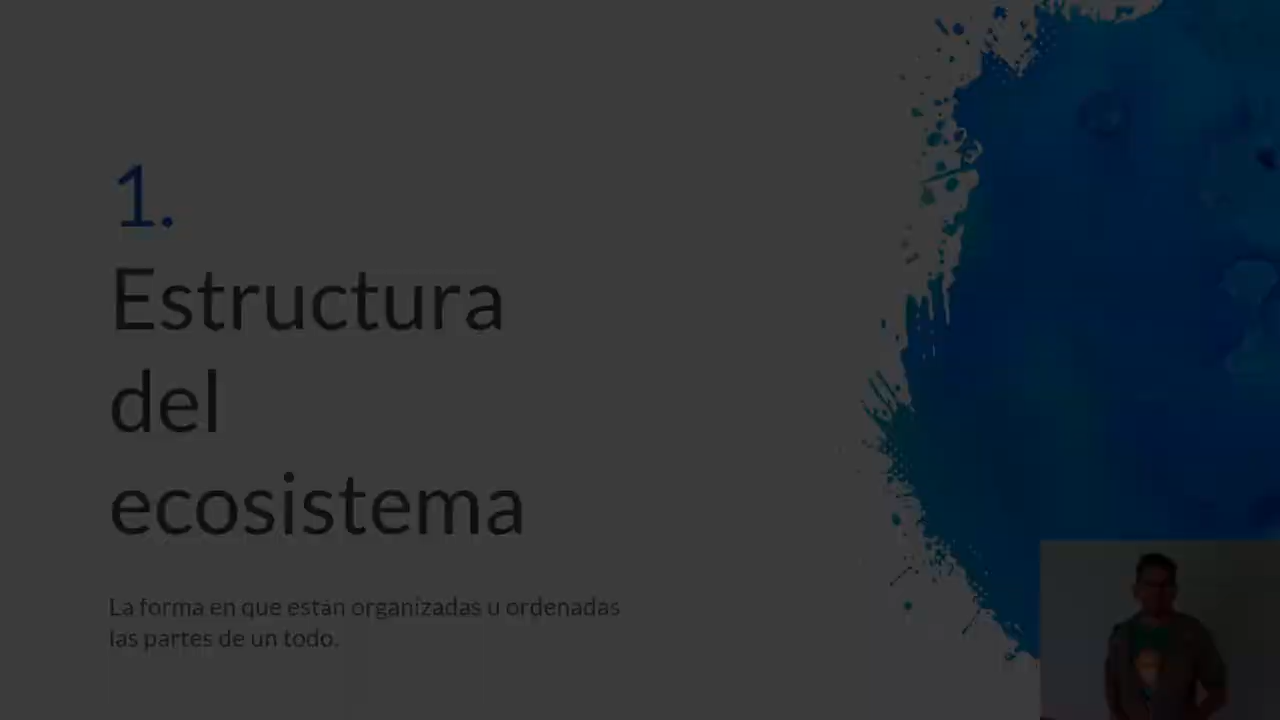 1.
Estructura
del
ecosistema
La forma en que están organizadas u ordenadas
las partes de un todo.